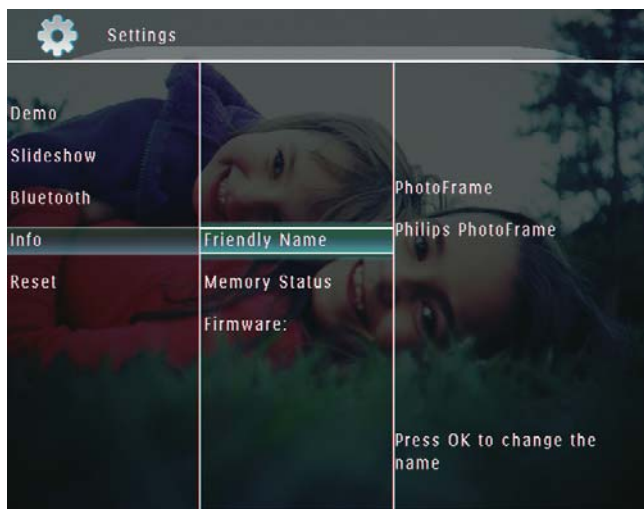 Settings
Demo
Slideshow
Bluetooth
Info
Reset
Friendly Name
Memory Status
Firmware:
PhotoFrame
Philips PhotoFrame
Press OK to change the
name